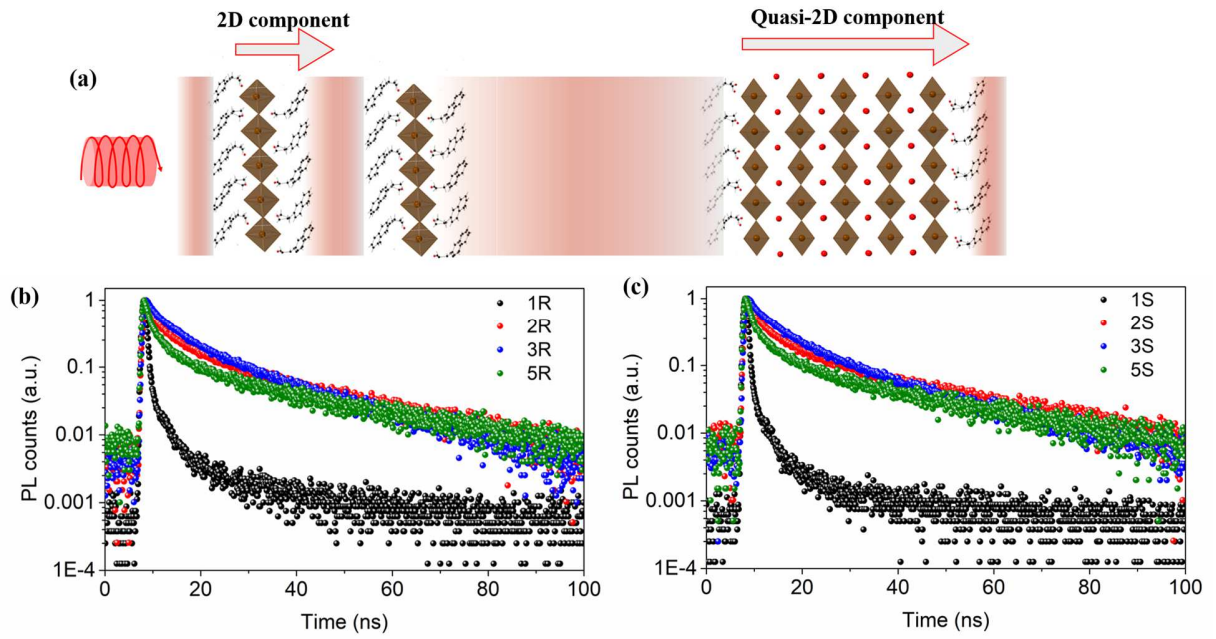 2D component
Quasi-2D component
(a)
(b)
1
0.1
0.01
0.001
1E-4
PL counts (a.u.)
1R
2R
3R
5R
0 20 40 60 80 100
Time (ns)
(c)
1
0.1
0.01
0.001
1E-4
PL counts (a.u.)
1S
2S
3S
5S
0 20 40 60 80 100
Time (ns)